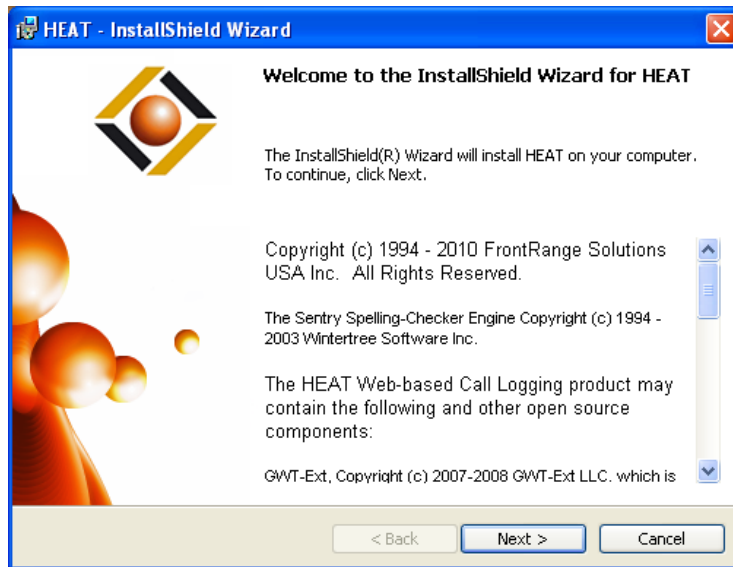 HEAT - InstallShield Wizard
Welcome to the InstallShield Wizard for HEAT
The InstallShield(R) Wizard will install HEAT on your computer.
To continue, click Next.
Copyright (c) 1994 - 2010 FrontRange Solutions
USA Inc. All Rights Reserved.
The Sentry Spelling-Checker Engine Copyright (c) 1994 -
2003 Wintertree Software Inc.
The HEAT Web-based Call Logging product may
contain the following and other open source
components:
GWT-Ext, Copyright (c) 2007-2008 GWT-Ext LLC. which is
< Back
Next >
Cancel